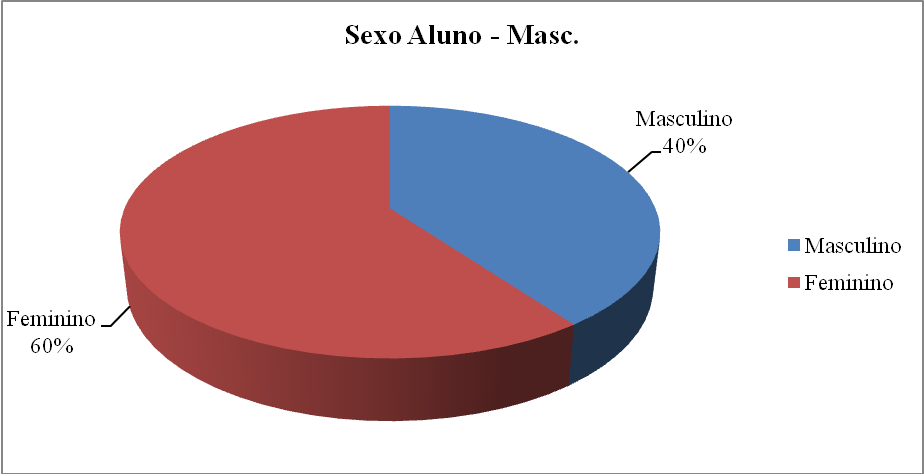 Sexo Aluno - Masc.
Masculino
40%
Masculino
Feminino
Feminino
60%